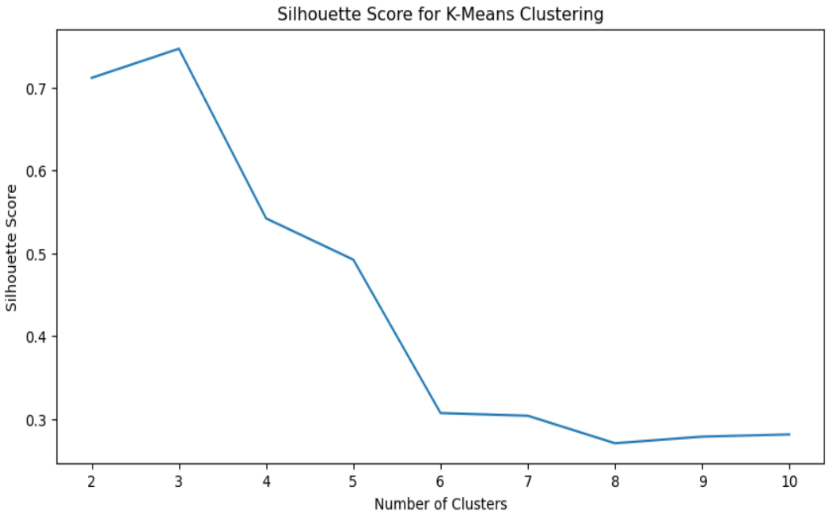 Silhouette Score for K-Means Clustering
Silhouette Score
0.7
0.6
0.5
0.4
0.3
2 3 4 5 6 7 8 9 10
Number of Clusters